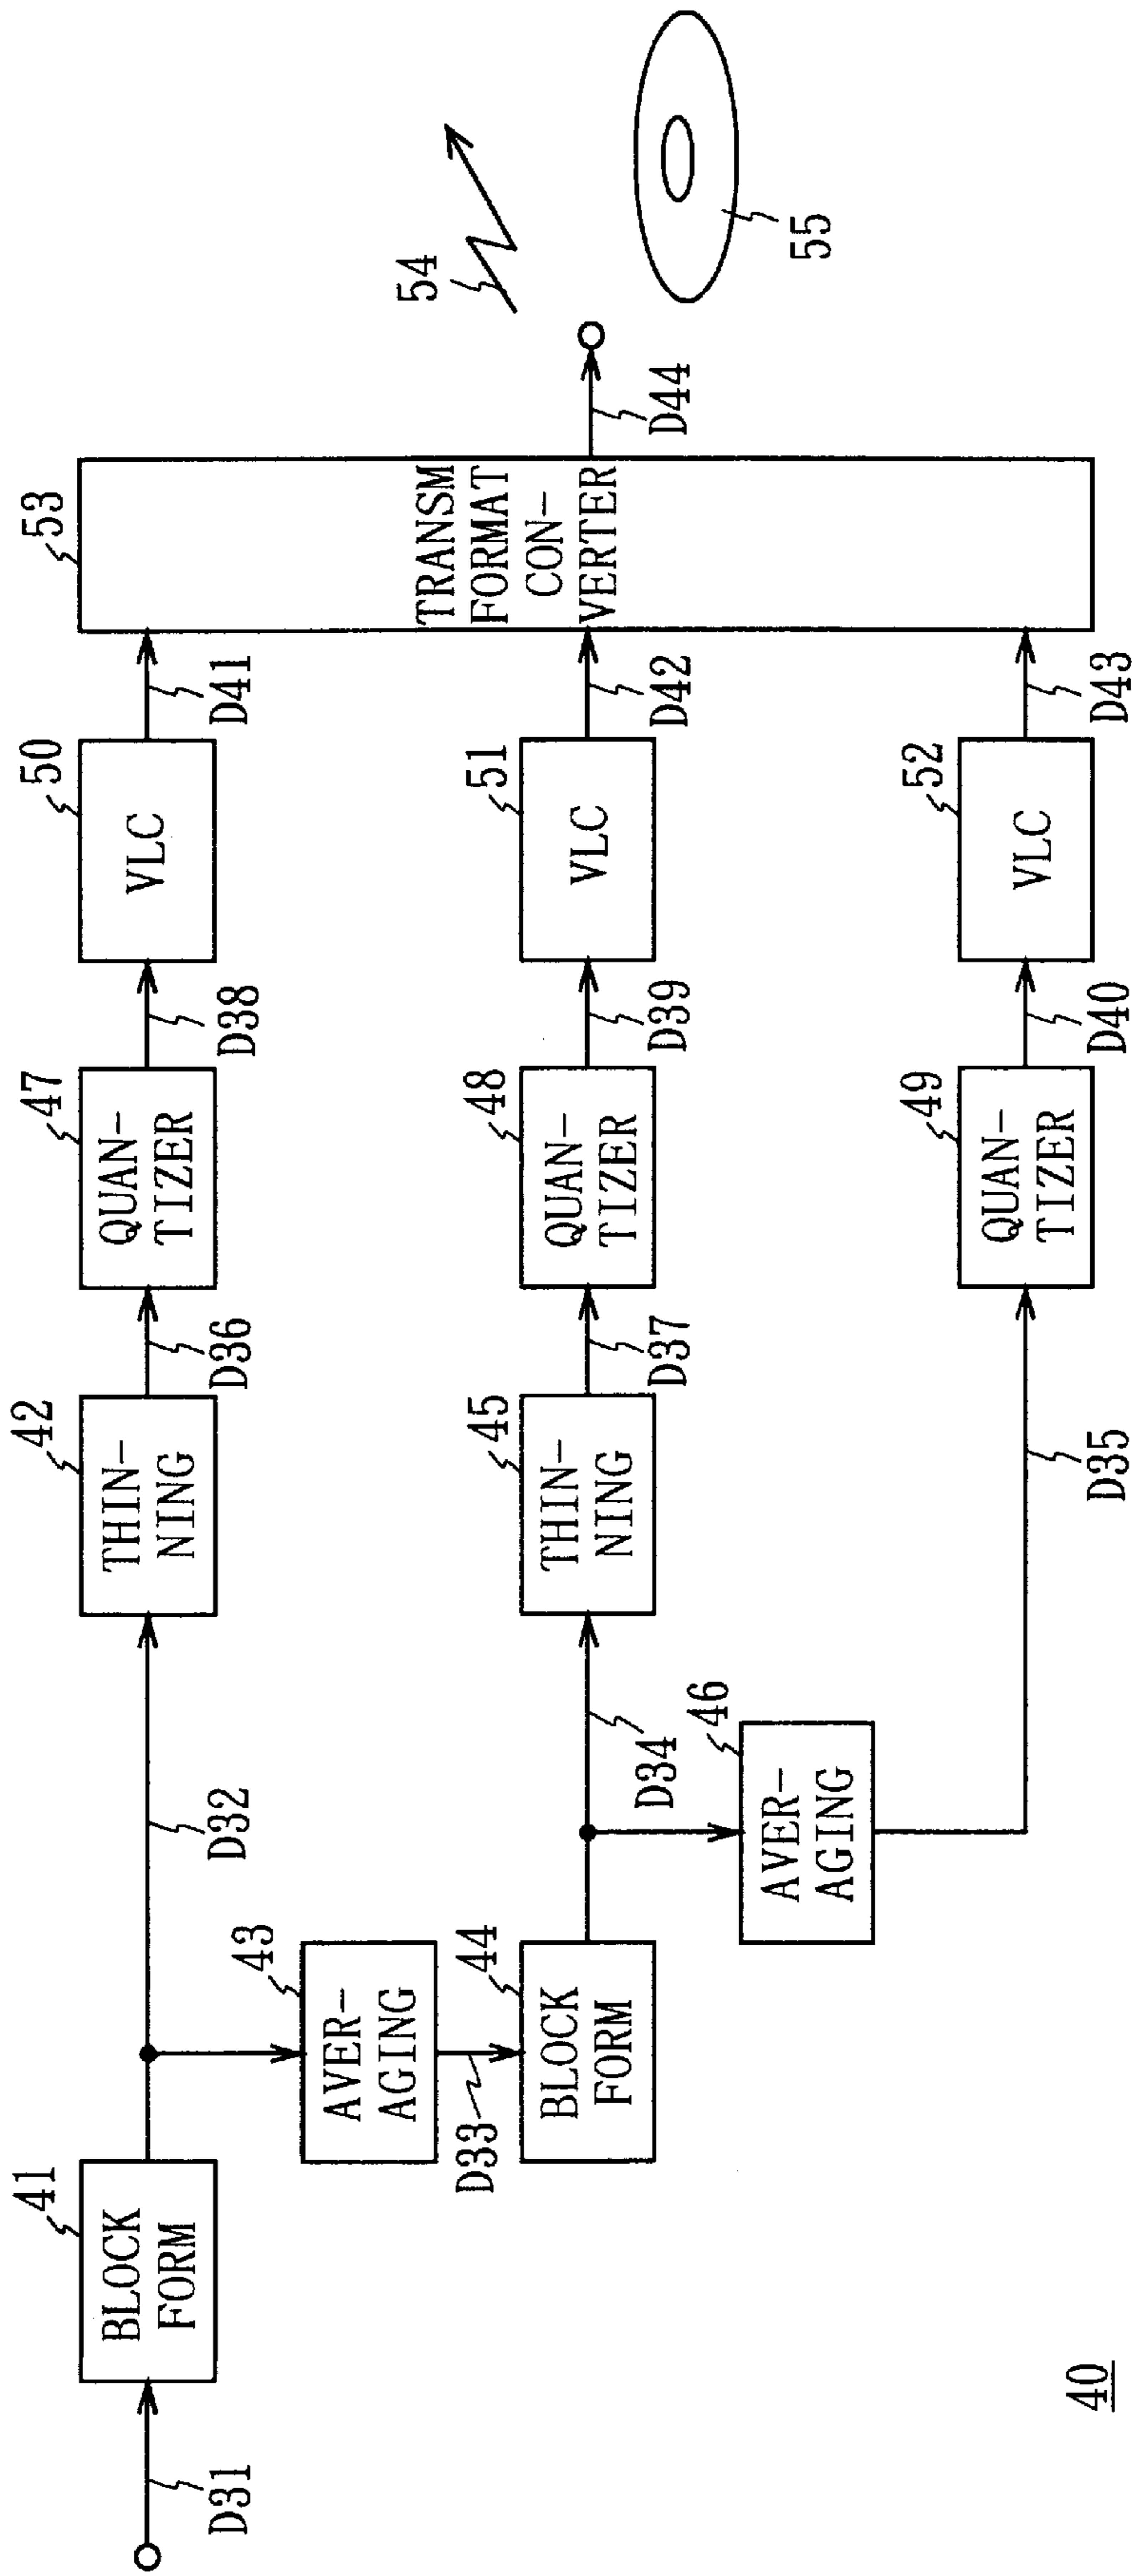 D31
41
BLOCK
FORM
D32
42
THIN-
NING
D36
47
QUAN-
TIZER
D38
50
VLC
D41
53
TRANSM
FORMAT
CON-
VERTER
D44
54
55
43
AVER-
AGING
D33
44
BLOCK
FORM
D34
45
THIN-
NING
D37
48
QUAN-
TIZER
D39
51
VLC
D42
46
AVER-
AGING
D35
49
QUAN-
TIZER
D40
52
VLC
D43
40